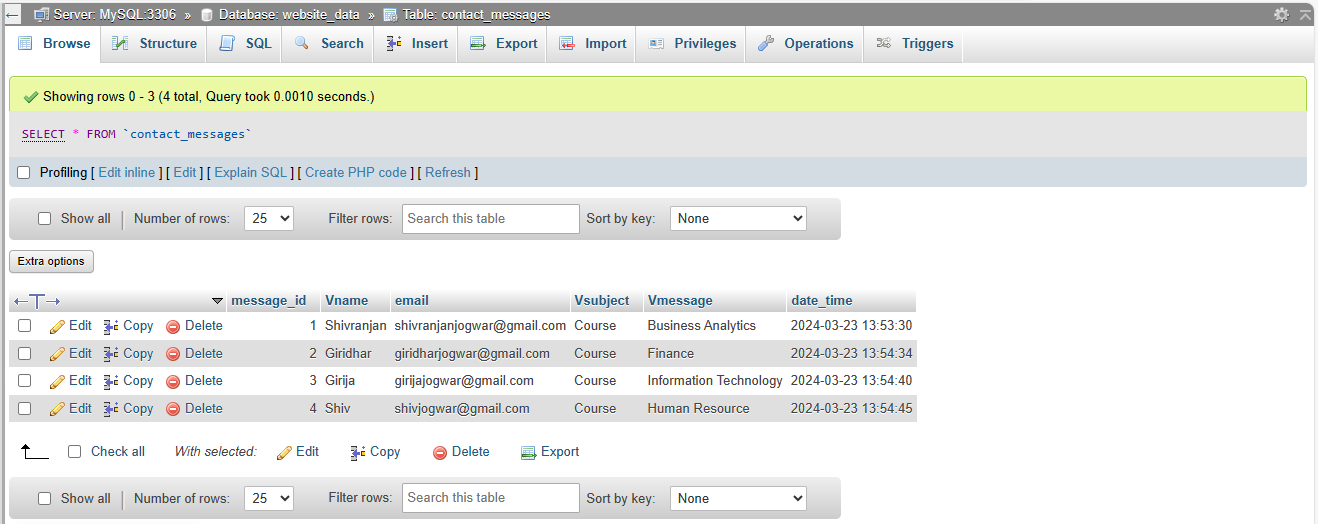 Server: MySQL:3306 » Database: website_data » Table: contact_messages
Browse Structure SQL Search Insert Export Import Privileges Operations Triggers
Showing rows 0 - 3 (4 total, Query took 0.0010 seconds.)
SELECT * FROM `contact_messages`
Profiling [ Edit inline ] [ Edit ] [ Explain SQL ] [ Create PHP code ] [ Refresh ]
Show all Number of rows: 25 Filter rows: Search this table Sort by key: None
Extra options
message_id Vname email Vsubject Vmessage date_time
Edit Copy Delete 1 Shivranjan shivranjanjogwar@gmail.com Course Business Analytics 2024-03-23 13:53:30
Edit Copy Delete 2 Giridhar giridharjogwar@gmail.com Course Finance 2024-03-23 13:54:34
Edit Copy Delete 3 Girija girijajogwar@gmail.com Course Information Technology 2024-03-23 13:54:40
Edit Copy Delete 4 Shiv shivjogwar@gmail.com Course Human Resource 2024-03-23 13:54:45
Check all With selected: Edit Copy Delete Export
Show all Number of rows: 25 Filter rows: Search this table Sort by key: None